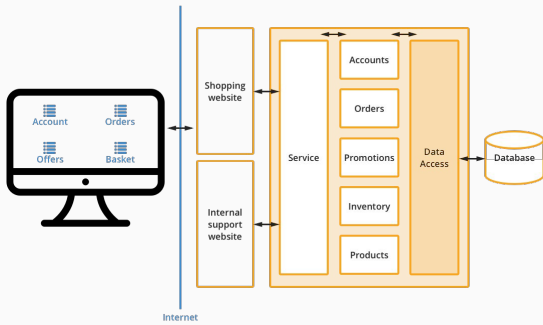 Account
Orders
Offers
Basket
Internet
Shopping
website
Internal
support
website
Service
Accounts
Orders
Promotions
Inventory
Products
Data
Access
Database